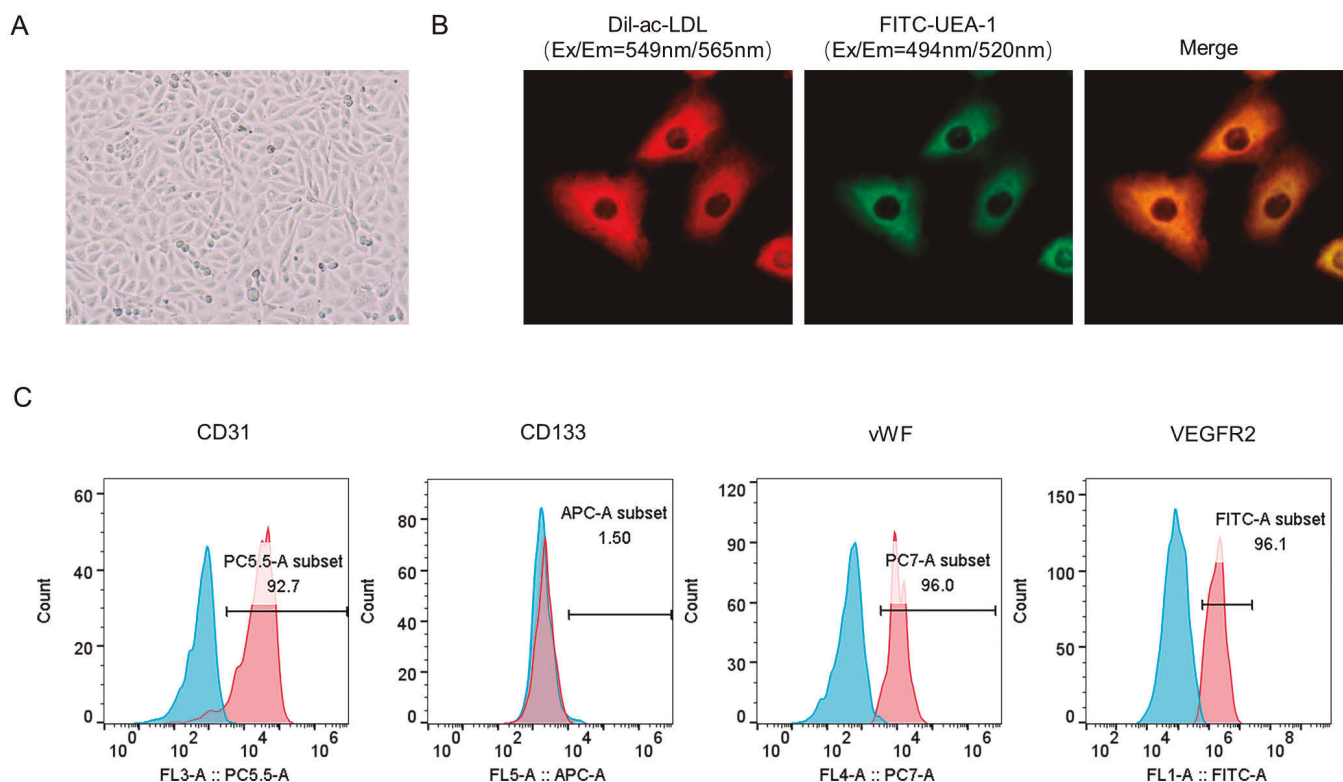 A
B
Dil-ac-LDL
(Ex/Em=549nm/565nm)
FITC-UEA-1
(Ex/Em=494nm/520nm)
Merge
C
CD31
60
40
20
0
Count
PC5.5-A subset
92.7
10^0 10^2 10^4 10^6
FL3-A :: PC5.5-A
CD133
80
60
40
20
0
Count
APC-A subset
1.50
10^0 10^2 10^4 10^6
FL5-A :: APC-A
vWF
120
90
60
30
0
Count
PC7-A subset
96.0
10^0 10^2 10^4 10^6
FL4-A :: PC7-A
VEGFR2
150
100
50
0
Count
FITC-A subset
96.1
10^2 10^4 10^6 10^8
FL1-A :: FITC-A